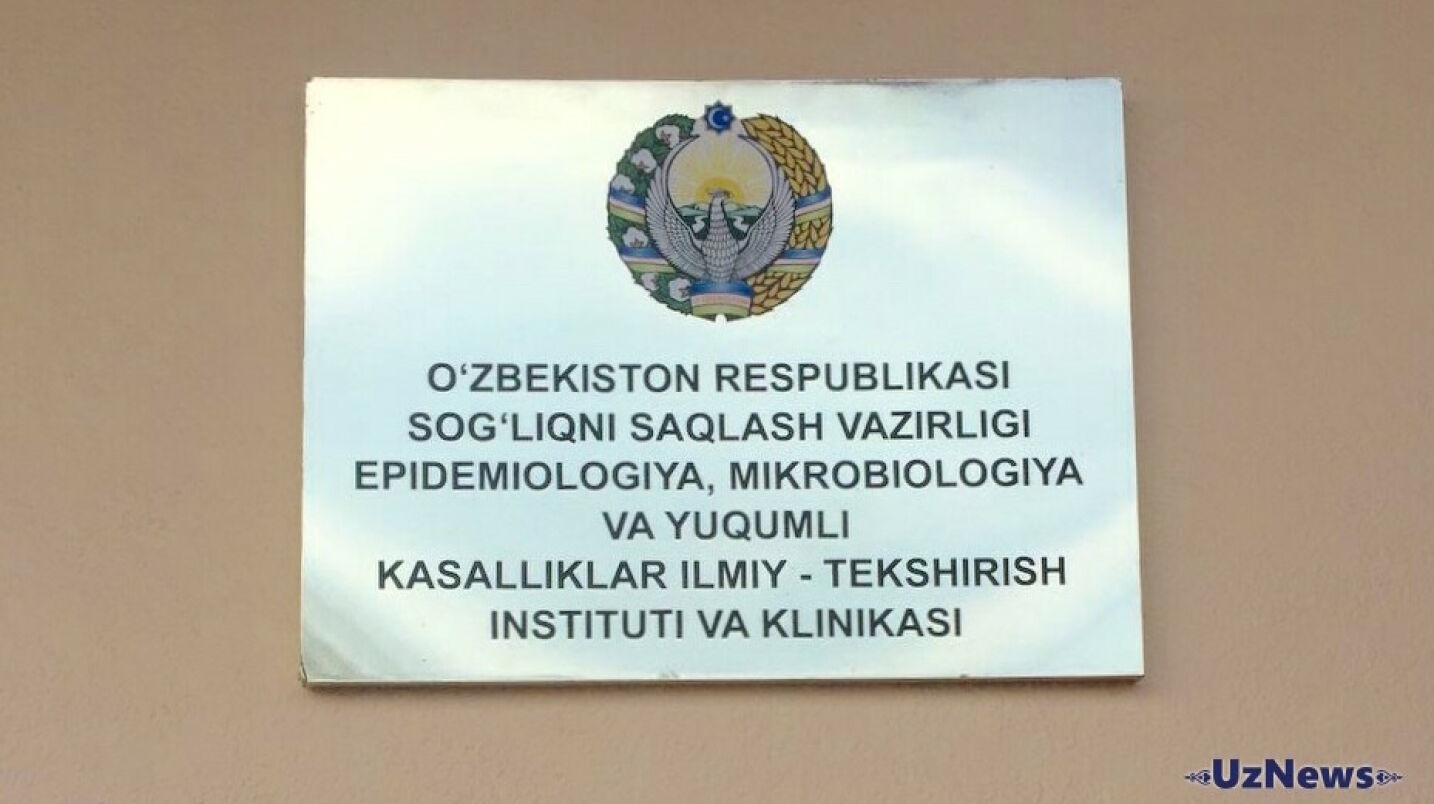 O‘ZBEKISTON RESPUBLIKASI
SOG‘LIQNI SAQLASH VAZIRLIGI
EPIDEMIOLOGIYA, MIKROBIOLOGIYA
VA YUQUMLI
KASALLIKLAR ILMIY - TEKSHIRISH
INSTITUTI VA KLINIKASI
UzNews